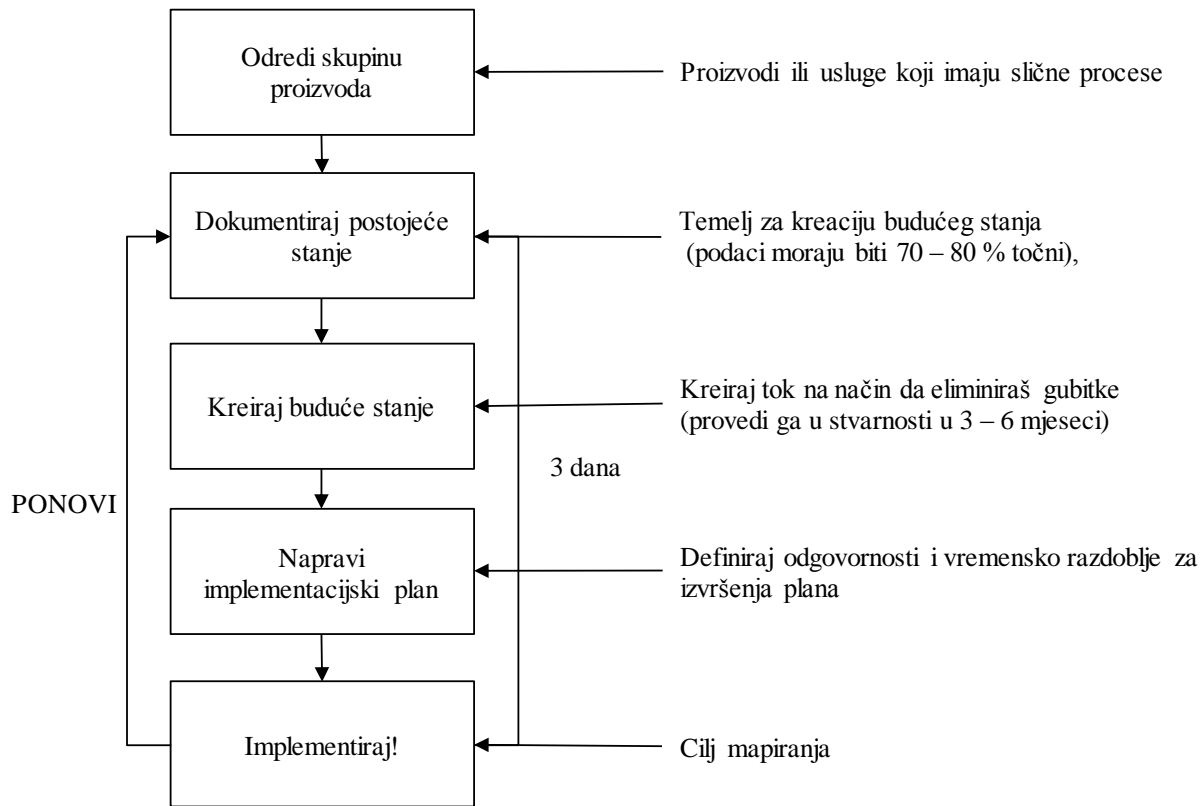 Odredi skupinu
proizvoda
Proizvodi ili usluge koji imaju slične procese
Dokumentiraj postojeće
stanje
Temelj za kreaciju budućeg stanja
(podaci moraju biti 70 – 80 % točni),
Kreiraj buduće stanje
Kreiraj tok na način da eliminiraš gubitke
(provedi ga u stvarnosti u 3 – 6 mjeseci)
3 dana
PONOVI
Napravi
implementacijski plan
Definiraj odgovornosti i vremensko razdoblje za
izvršenja plana
Implementiraj!
Cilj mapiranja